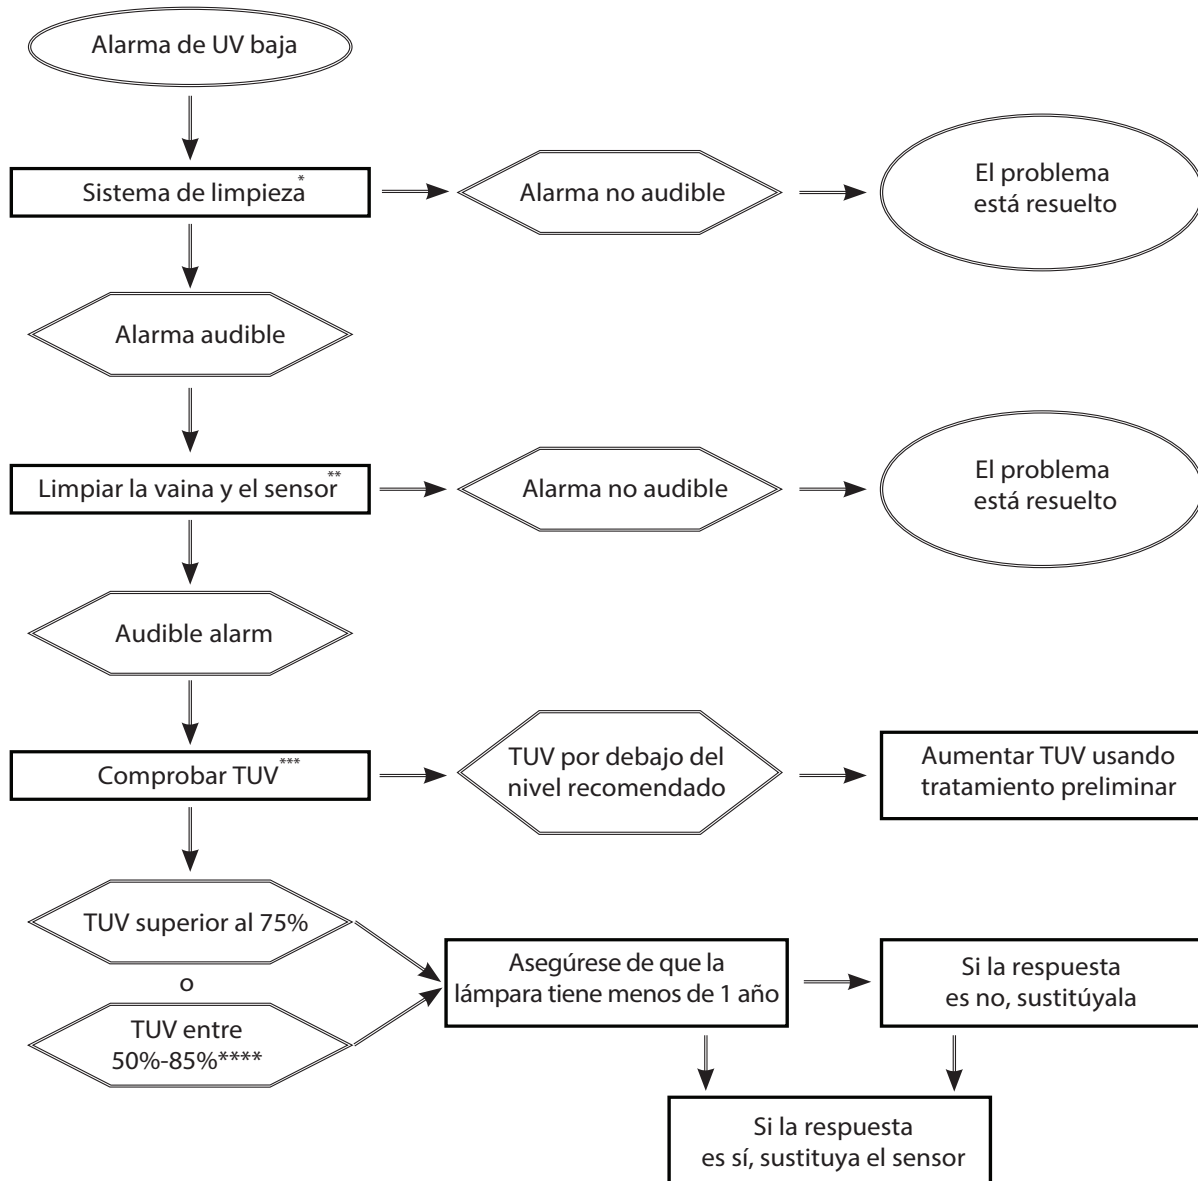 Alarma de UV baja
Sistema de limpieza*
Alarma no audible
El problema
está resuelto
Alarma audible
Limpiar la vaina y el sensor**
Alarma no audible
El problema
está resuelto
Audible alarm
Comprobar TUV***
TUV por debajo del
nivel recomendado
Aumentar TUV usando
tratamiento preliminar
TUV superior al 75%
o
TUV entre
50%-85%****
Asegúrese de que la
lámpara tiene menos de 1 año
Si la respuesta
es no, sustitúyala
Si la respuesta
es sí, sustituya el sensor